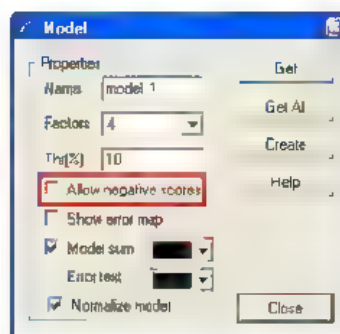 Model
Properties
Name model 1
Factors 4
Thr(%) 10
Allow negative scores
Show error map
Model sum
Error text
Normalize model
Get
Get All
Create
Help
Close